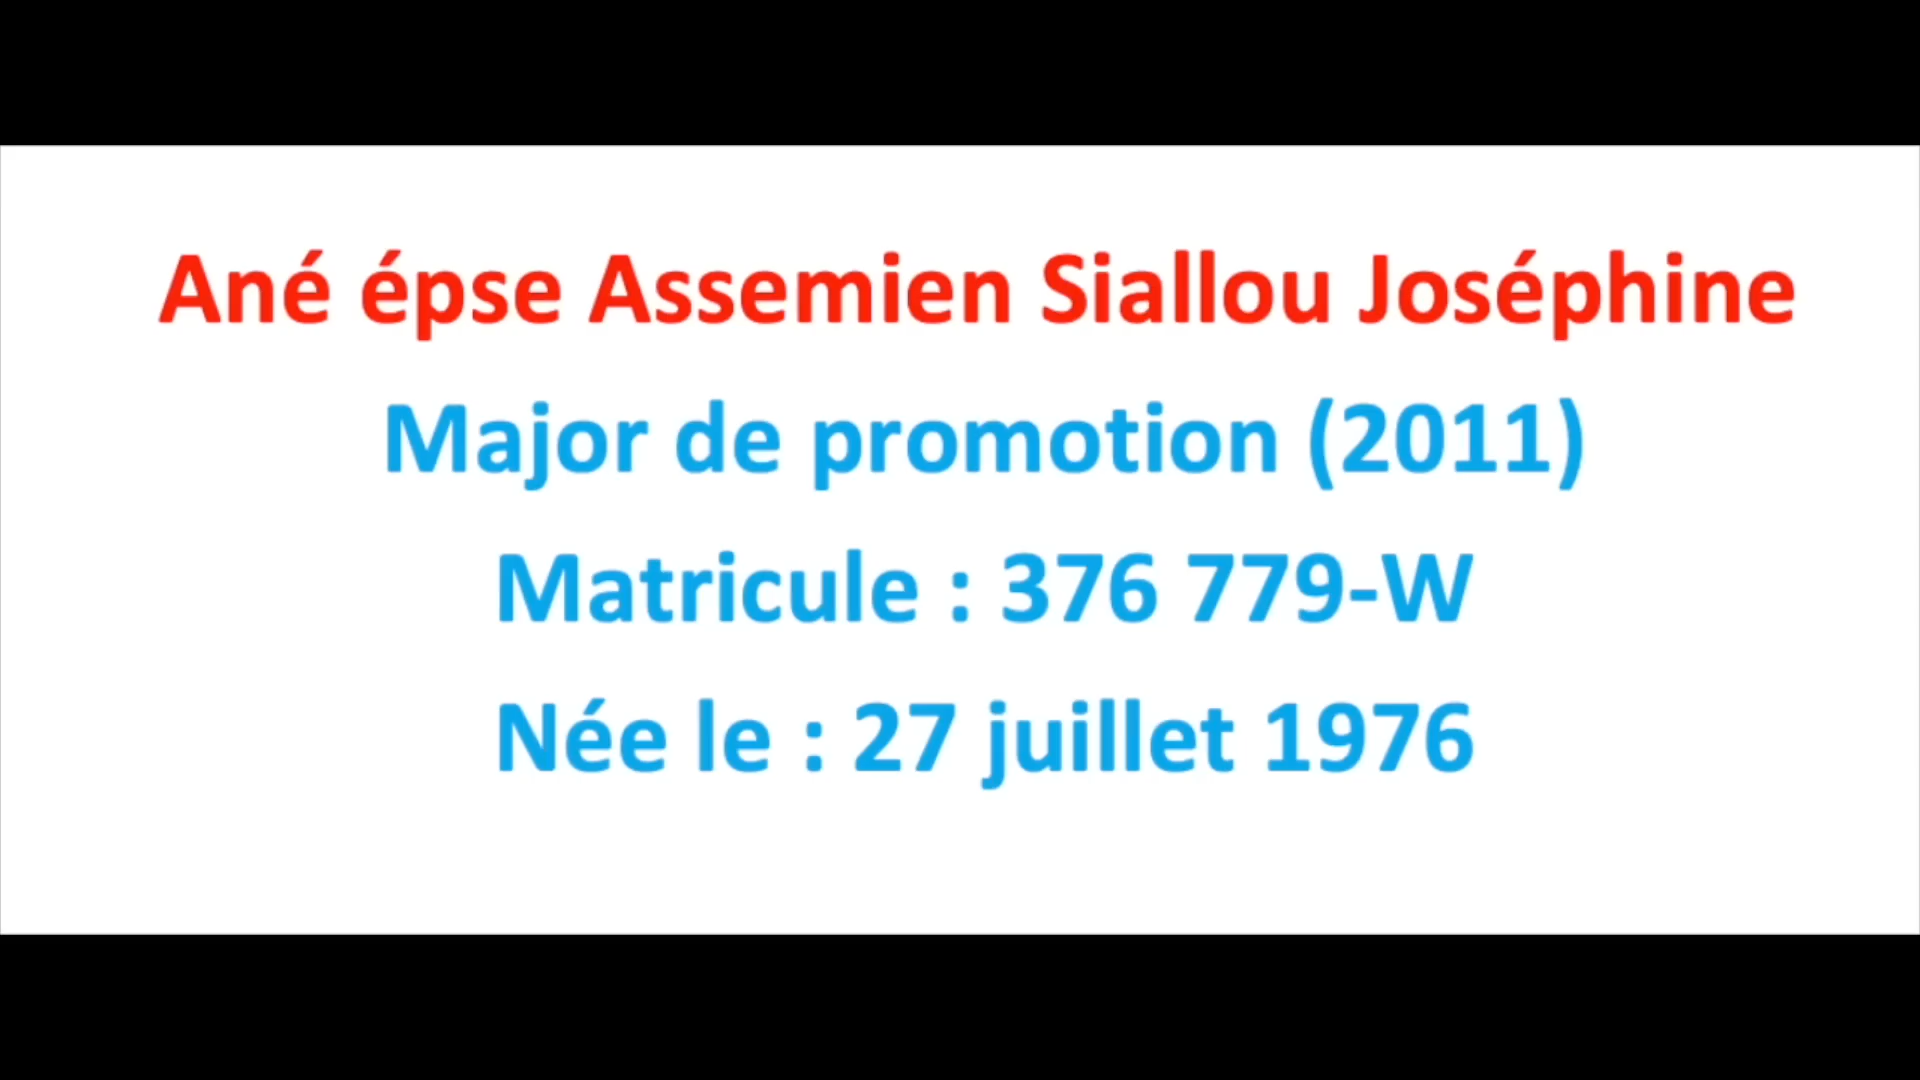 Ané épse Assemien Siallou Joséphine
Major de promotion (2011)
Matricule : 376 779-W
Née le : 27 juillet 1976